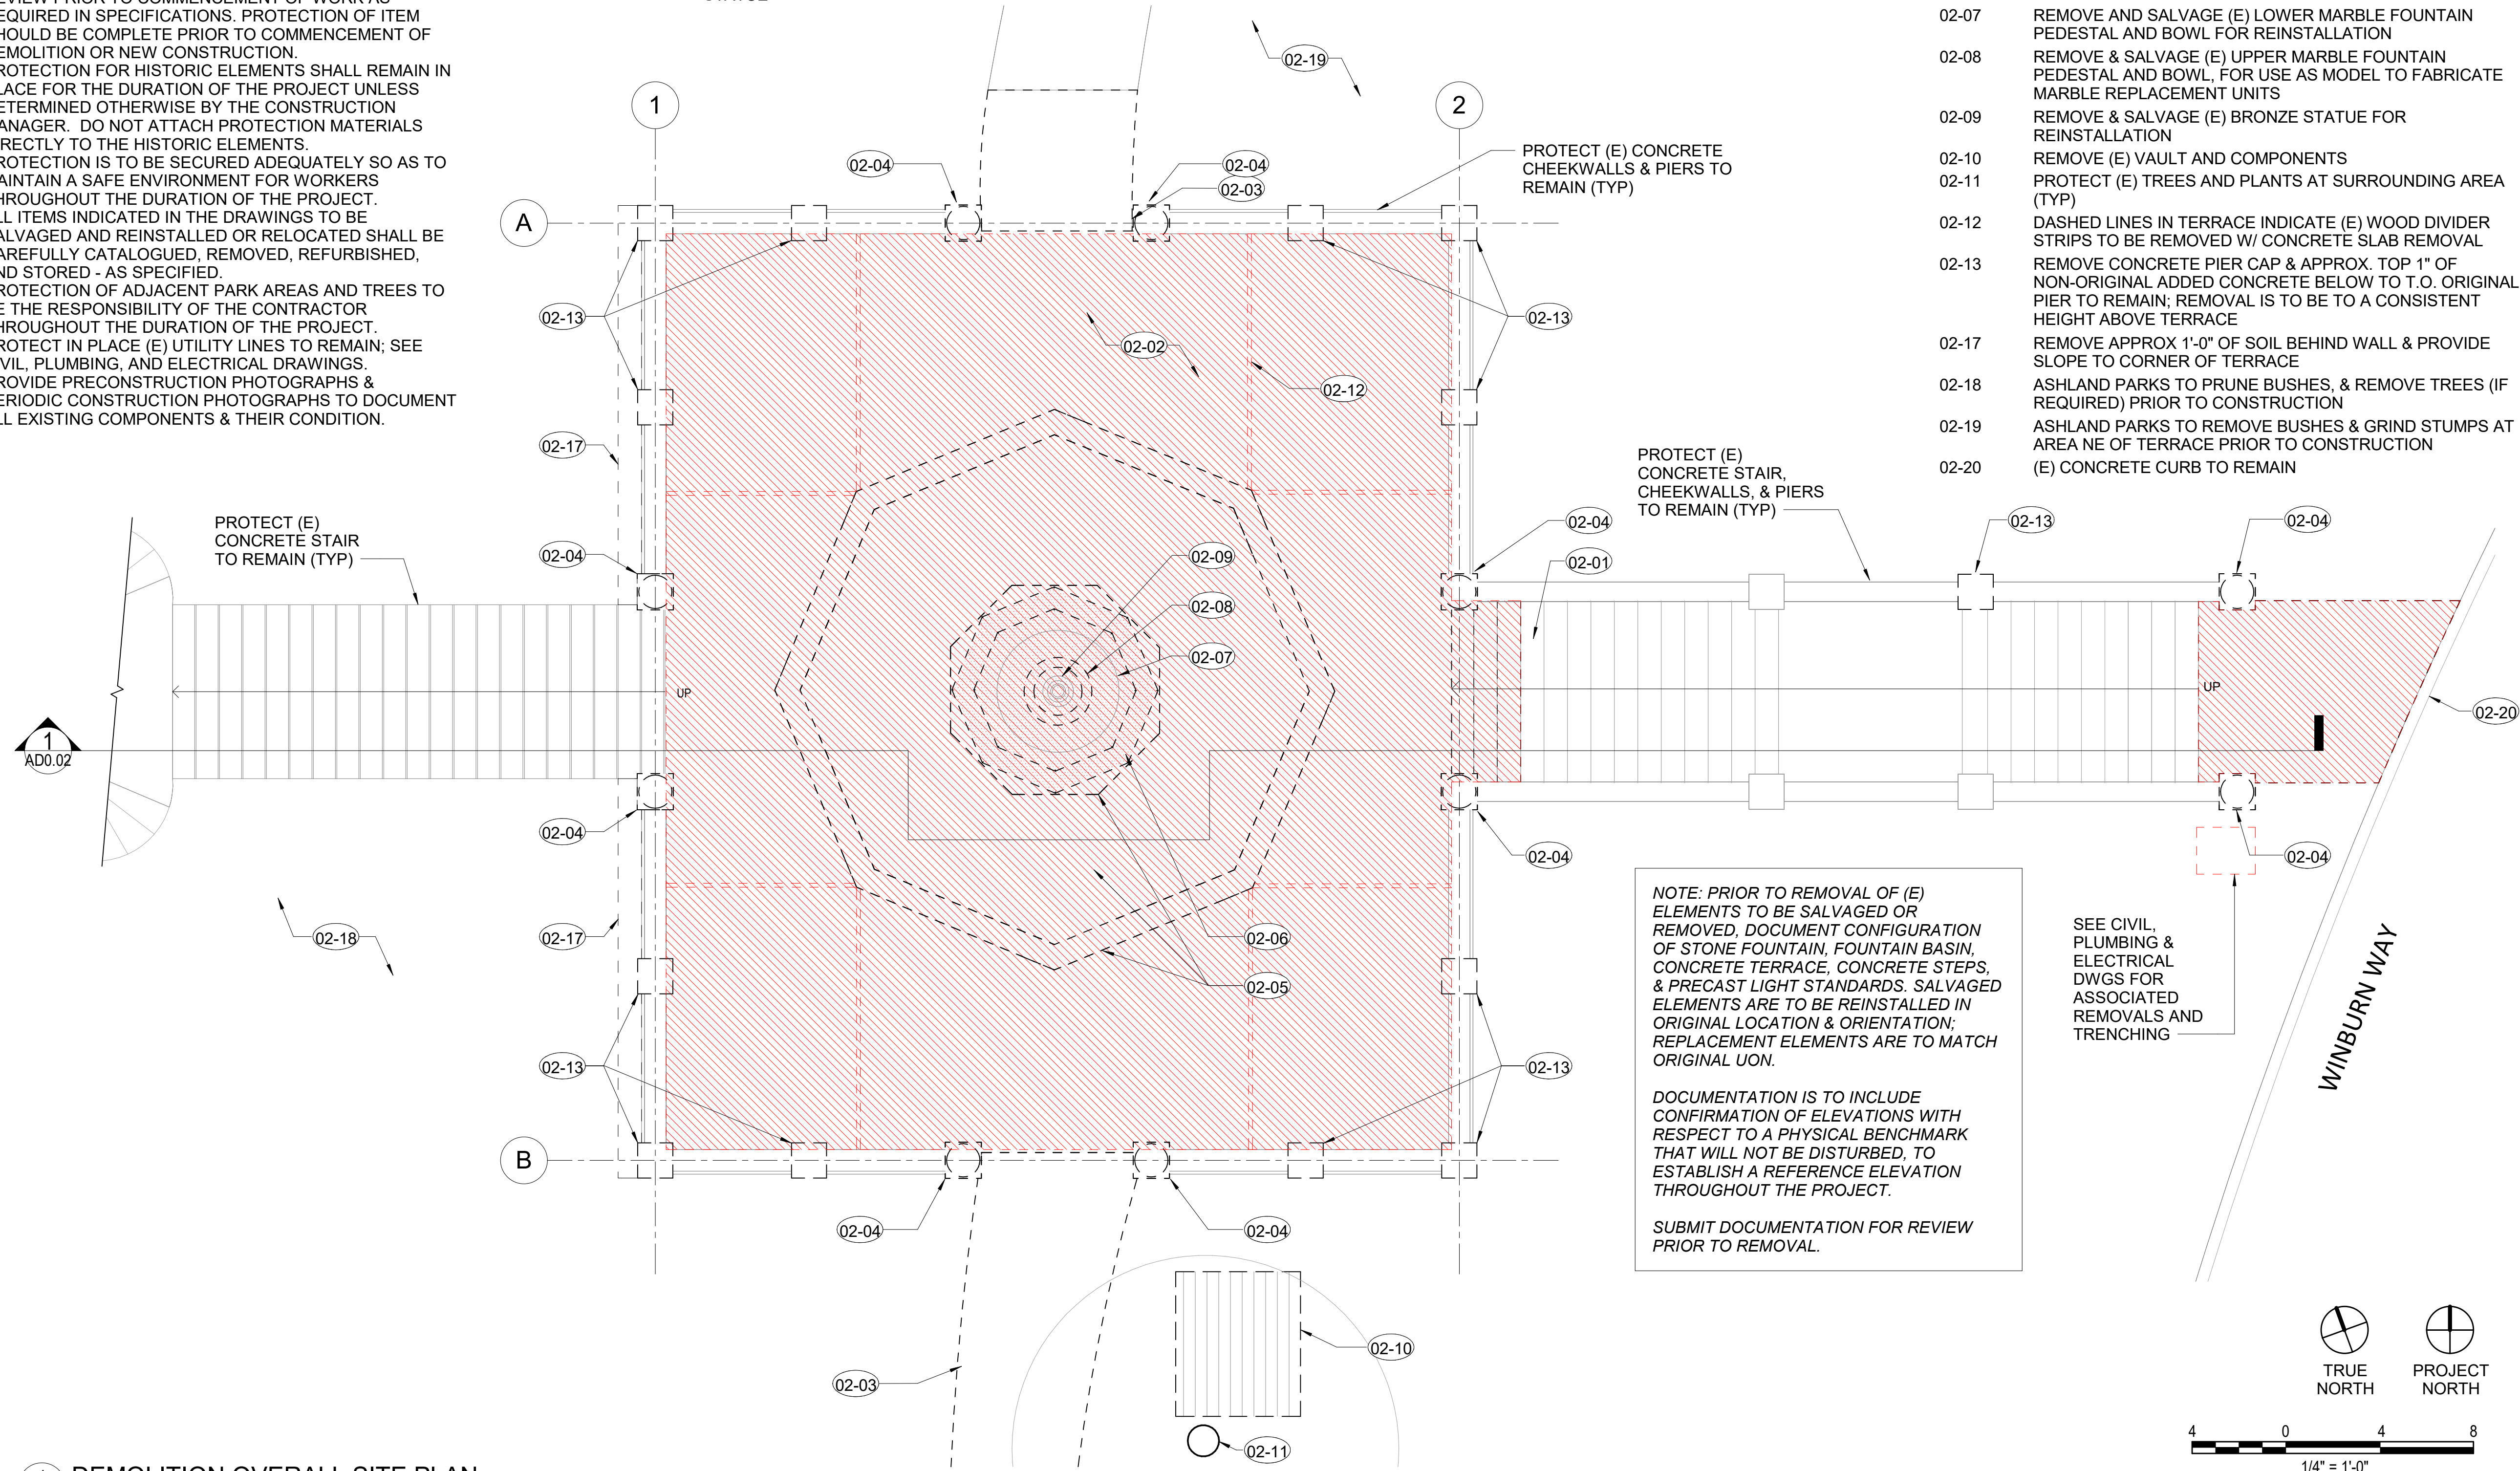 REVIEW PRIOR TO COMMENCEMENT OF WORK AS
EQUIRED IN SPECIFICATIONS. PROTECTION OF ITEM
HOULD BE COMPLETE PRIOR TO COMMENCEMENT OF
EMOLITION OR NEW CONSTRUCTION.
ROTECTION FOR HISTORIC ELEMENTS SHALL REMAIN IN
LACE FOR THE DURATION OF THE PROJECT UNLESS
ETERMINED OTHERWISE BY THE CONSTRUCTION
ANAGER. DO NOT ATTACH PROTECTION MATERIALS
RECTLY TO THE HISTORIC ELEMENTS.
ROTECTION IS TO BE SECURED ADEQUATELY SO AS TO
AINTAIN A SAFE ENVIRONMENT FOR WORKERS
HROUGHOUT THE DURATION OF THE PROJECT.
LL ITEMS INDICATED IN THE DRAWINGS TO BE
ALVAGED AND REINSTALLED OR RELOCATED SHALL BE
AREFULLY CATALOGUED, REMOVED, REFURBISHED,
ND STORED - AS SPECIFIED.
ROTECTION OF ADJACENT PARK AREAS AND TREES TO
E THE RESPONSIBILITY OF THE CONTRACTOR
HROUGHOUT THE DURATION OF THE PROJECT.
ROTECT IN PLACE (E) UTILITY LINES TO REMAIN; SEE
IVIL, PLUMBING, AND ELECTRICAL DRAWINGS.
ROVIDE PRECONSTRUCTION PHOTOGRAPHS &
ERIODIC CONSTRUCTION PHOTOGRAPHS TO DOCUMENT
LL EXISTING COMPONENTS & THEIR CONDITION.
02-07 REMOVE AND SALVAGE (E) LOWER MARBLE FOUNTAIN
PEDESTAL AND BOWL FOR REINSTALLATION
02-08 REMOVE & SALVAGE (E) UPPER MARBLE FOUNTAIN
PEDESTAL AND BOWL, FOR USE AS MODEL TO FABRICATE
MARBLE REPLACEMENT UNITS
02-09 REMOVE & SALVAGE (E) BRONZE STATUE FOR
REINSTALLATION
02-10 REMOVE (E) VAULT AND COMPONENTS
02-11 PROTECT (E) TREES AND PLANTS AT SURROUNDING AREA
(TYP)
02-12 DASHED LINES IN TERRACE INDICATE (E) WOOD DIVIDER
STRIPS TO BE REMOVED W/ CONCRETE SLAB REMOVAL
02-13 REMOVE CONCRETE PIER CAP & APPROX. TOP 1" OF
NON-ORIGINAL ADDED CONCRETE BELOW TO T.O. ORIGINAL
PIER TO REMAIN; REMOVAL IS TO BE TO A CONSISTENT
HEIGHT ABOVE TERRACE
02-17 REMOVE APPROX 1'-0" OF SOIL BEHIND WALL & PROVIDE
SLOPE TO CORNER OF TERRACE
02-18 ASHLAND PARKS TO PRUNE BUSHES, & REMOVE TREES (IF
REQUIRED) PRIOR TO CONSTRUCTION
02-19 ASHLAND PARKS TO REMOVE BUSHES & GRIND STUMPS AT
AREA NE OF TERRACE PRIOR TO CONSTRUCTION
02-20 (E) CONCRETE CURB TO REMAIN
02-19
1
2
02-04
02-04
02-03
PROTECT (E) CONCRETE
CHEEKWALLS & PIERS TO
REMAIN (TYP)
A
02-13
02-13
02-02
02-12
02-17
PROTECT (E)
CONCRETE STAIR,
CHEEKWALLS, & PIERS
TO REMAIN (TYP)
PROTECT (E)
CONCRETE STAIR
TO REMAIN (TYP)
02-04
02-04
02-13
02-04
02-01
02-09
02-08
02-07
UP
UP
02-20
1
AD0.02
02-04
02-04
02-04
02-18
02-17
02-06
02-05
NOTE: PRIOR TO REMOVAL OF (E)
ELEMENTS TO BE SALVAGED OR
REMOVED, DOCUMENT CONFIGURATION
OF STONE FOUNTAIN, FOUNTAIN BASIN,
CONCRETE TERRACE, CONCRETE STEPS,
& PRECAST LIGHT STANDARDS. SALVAGED
ELEMENTS ARE TO BE REINSTALLED IN
ORIGINAL LOCATION & ORIENTATION;
REPLACEMENT ELEMENTS ARE TO MATCH
ORIGINAL UON.
DOCUMENTATION IS TO INCLUDE
CONFIRMATION OF ELEVATIONS WITH
RESPECT TO A PHYSICAL BENCHMARK
THAT WILL NOT BE DISTURBED, TO
ESTABLISH A REFERENCE ELEVATION
THROUGHOUT THE PROJECT.
SUBMIT DOCUMENTATION FOR REVIEW
PRIOR TO REMOVAL.
SEE CIVIL,
PLUMBING &
ELECTRICAL
DWGS FOR
ASSOCIATED
REMOVALS AND
TRENCHING
WINBURN WAY
02-13
02-13
B
02-04
02-04
02-03
02-10
02-11
TRUE
NORTH
PROJECT
NORTH
4 0 4 8
1/4" = 1'-0"
DEMOLITION OVERALL SITE PLAN